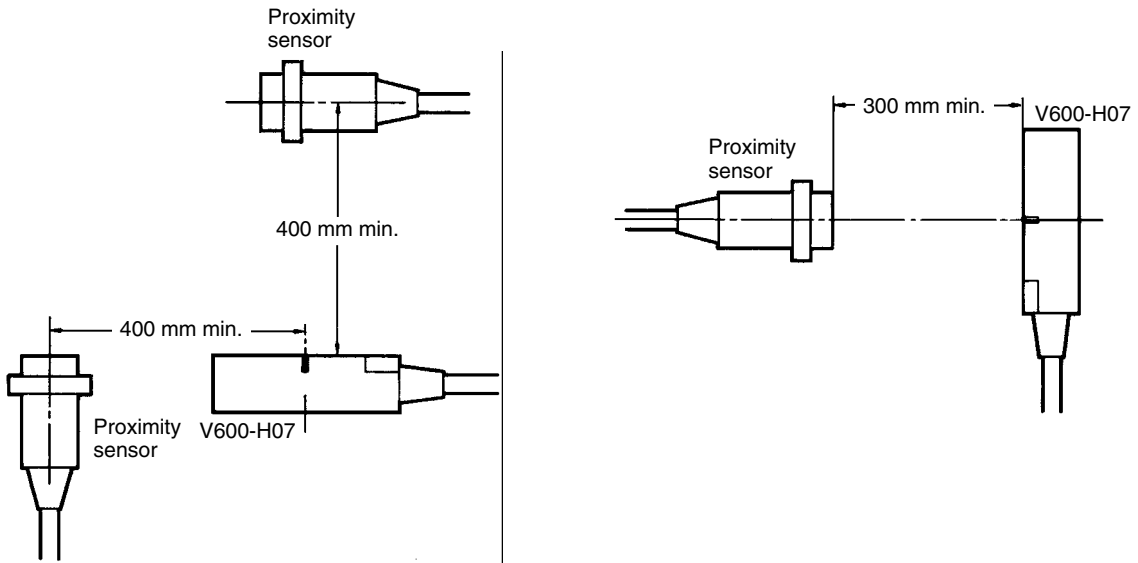 Proximity
sensor
400 mm min.
400 mm min.
Proximity
sensor
V600-H07
300 mm min.
V600-H07
Proximity
sensor